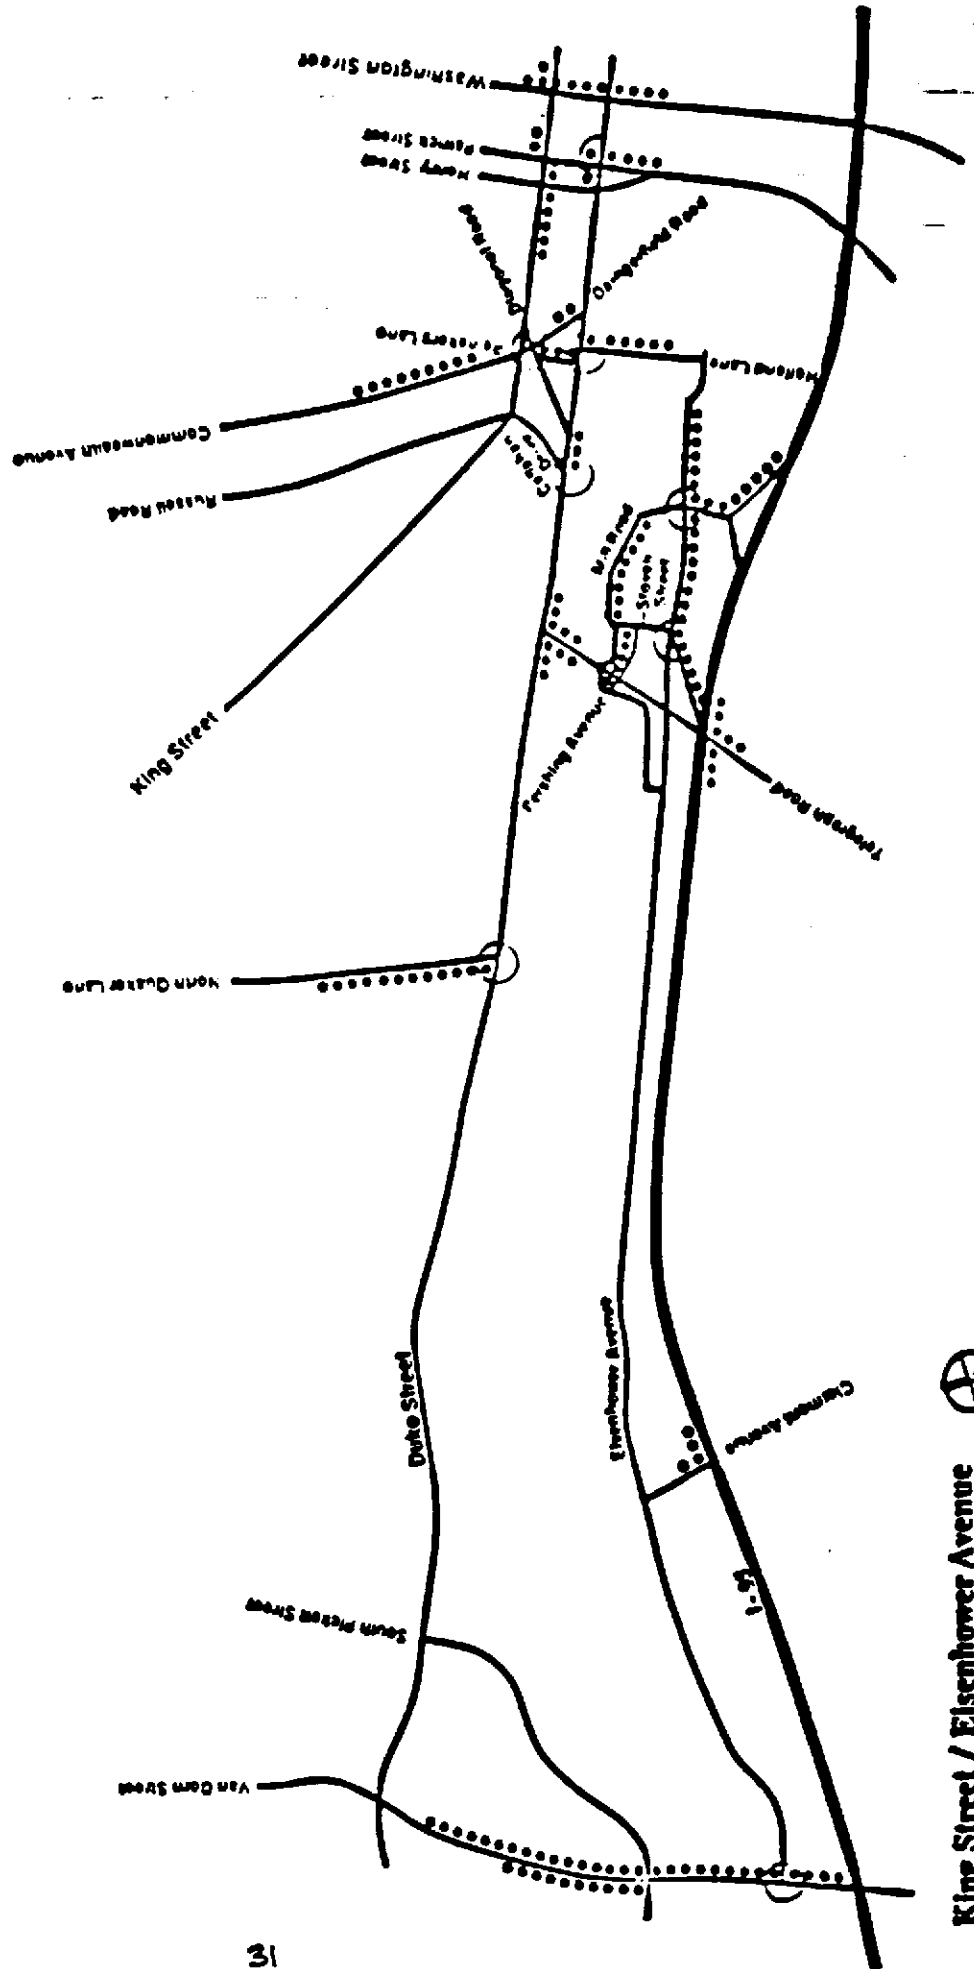 Washington Street
Patrick Street
Henry Street
Diagonal Road
Commonwealth Avenue
Russell Road
Holland Lane
King Street
Mill Road
Stovall
Street
Pershing Avenue
Telegraph Road
North Quaker Lane
Duke Street
Eisenhower Avenue
Clermont Avenue
I-95
South Pickett Street
Van Dorn Street
King Street / Eisenhower Avenue
31